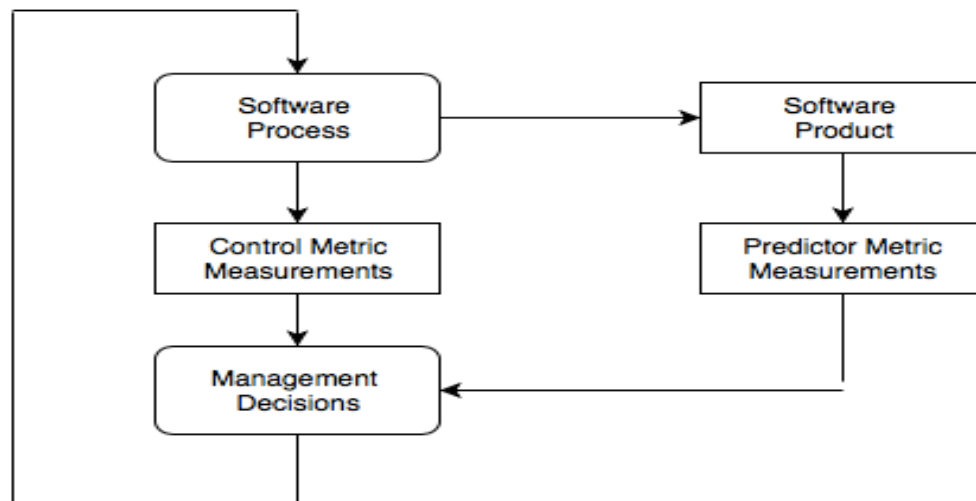 Software
Process
Software
Product
Control Metric
Measurements
Predictor Metric
Measurements
Management
Decisions